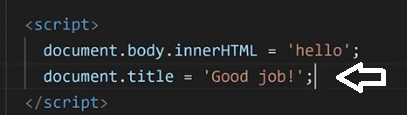 <script>
document.body.innerHTML = 'hello';
document.title = 'Good job!';
</script>